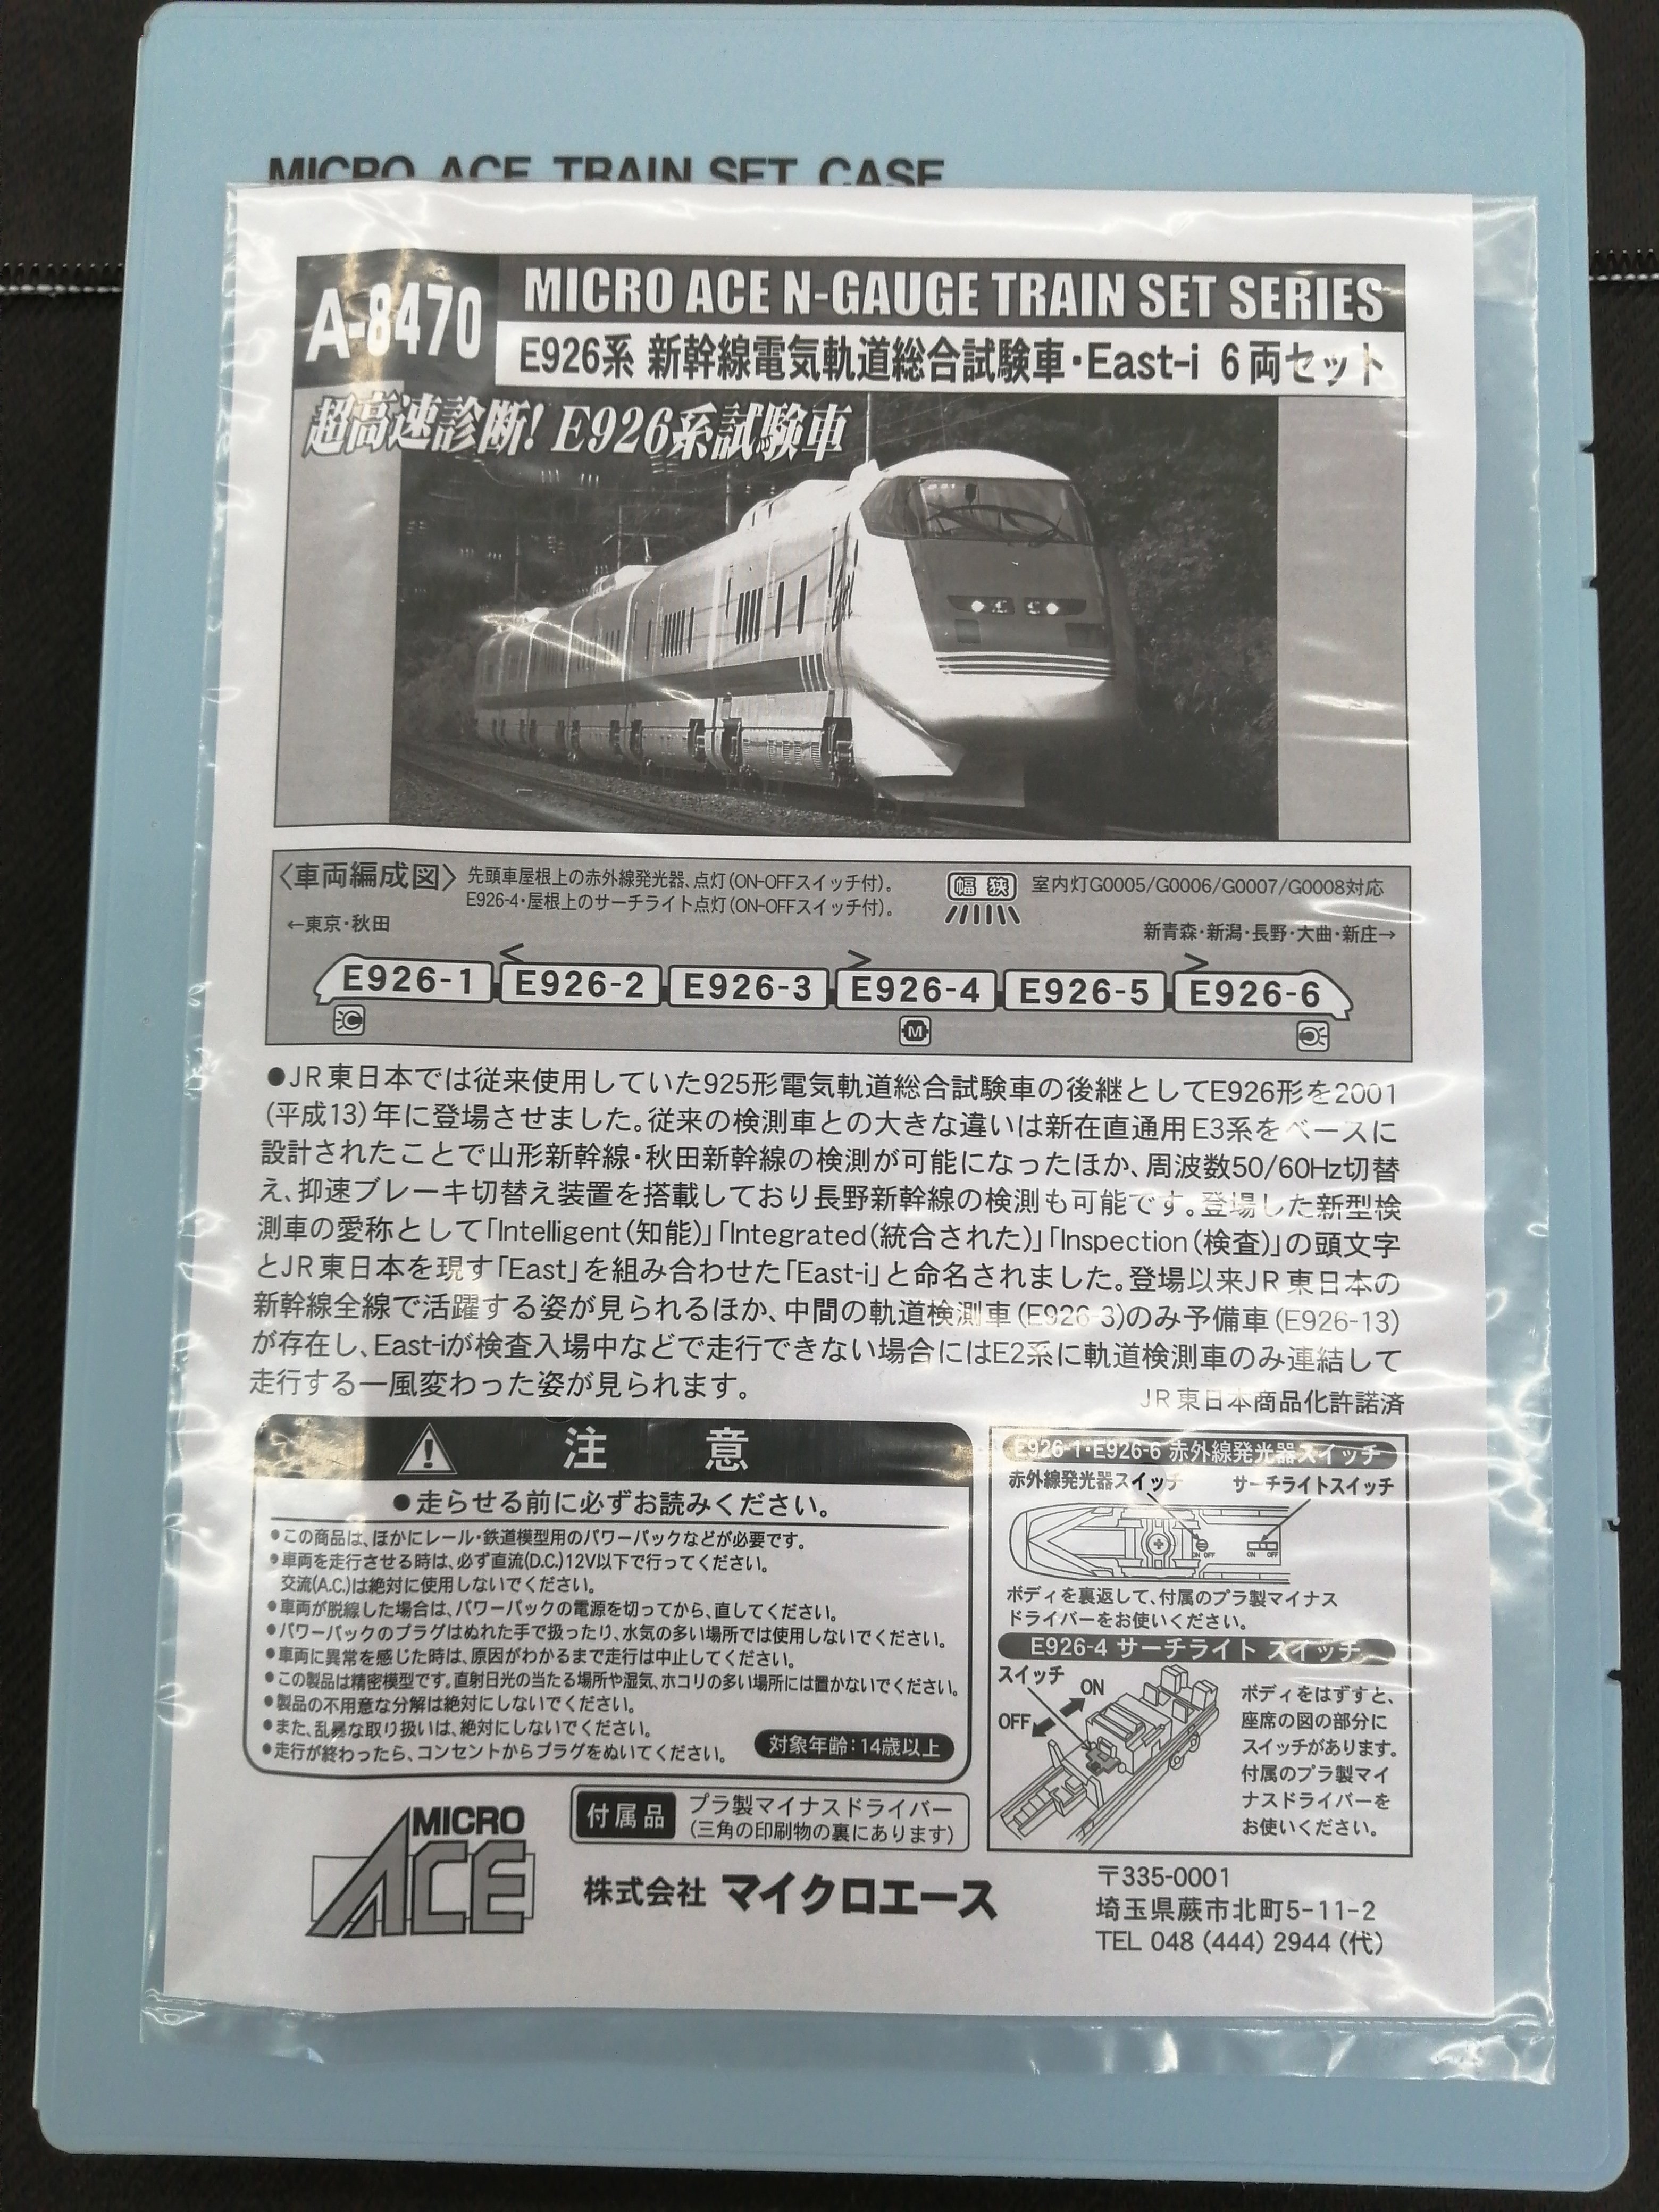 MICRO ACE TRAIN SET CASE
A-8470
MICRO ACE N-GAUGE TRAIN SET SERIES
E926系 新幹線電気軌道総合試験車・East-i 6両セット
超高速診断! E926系試験車
〈車両編成図〉
先頭車屋根上の赤外線発光器、点灯(ON-OFFスイッチ付)。
E926-4・屋根上のサーチライト点灯(ON-OFFスイッチ付)。
幅狭
室内灯G0005/G0006/G0007/G0008対応
←東京・秋田
新青森・新潟・長野・大曲・新庄→
E926-1 E926-2 E926-3 E926-4 E926-5 E926-6
M
●JR東日本では従来使用していた925形電気軌道総合試験車の後継としてE926形を2001
(平成13)年に登場させました。従来の検測車との大きな違いは新在直通用E3系をベースに
設計されたことで山形新幹線・秋田新幹線の検測が可能になったほか、周波数50/60Hz切替
え、抑速ブレーキ切替え装置を搭載しており長野新幹線の検測も可能です。登場した新型検
測車の愛称として「Intelligent(知能)」「Integrated(統合された)」「Inspection(検査)」の頭文字
とJR東日本を現す「East」を組み合わせた「East-i」と命名されました。登場以来JR東日本の
新幹線全線で活躍する姿が見られるほか、中間の軌道検測車(E926-3)のみ予備車(E926-13)
が存在し、East-iが検査入場中などで走行できない場合にはE2系に軌道検測車のみ連結して
走行する一風変わった姿が見られます。
JR東日本商品化許諾済
注意
●走らせる前に必ずお読みください。
●この商品は、ほかにレール・鉄道模型用のパワーパックなどが必要です。
●車両を走行させる時は、必ず直流(D.C.)12V以下で行ってください。
交流(A.C.)は絶対に使用しないでください。
●車両が脱線した場合は、パワーパックの電源を切ってから、直してください。
●パワーパックのプラグはぬれた手で扱ったり、水気の多い場所では使用しないでください。
●車両に異常を感じた時は、原因がわかるまで走行は中止してください。
●この製品は精密模型です。直射日光の当たる場所や湿気、ホコリの多い場所には置かないでください。
●製品の不用意な分解は絶対にしないでください。
●また、乱暴な取り扱いは、絶対にしないでください。
●走行が終わったら、コンセントからプラグをぬいてください。
対象年齢:14歳以上
E926-1・E926-6 赤外線発光器スイッチ
赤外線発光器スイッチ
サーチライトスイッチ
ON OFF
ON OFF
ボディを裏返して、付属のプラ製マイナス
ドライバーをお使いください。
E926-4 サーチライト スイッチ
スイッチ
ON
OFF
ボディをはずすと、
座席の図の部分に
スイッチがあります。
付属のプラ製マイ
ナスドライバーを
お使いください。
MICRO
ACE
付属品
プラ製マイナスドライバー
(三角の印刷物の裏にあります)
株式会社 マイクロエース
〒335-0001
埼玉県蕨市北町5-11-2
TEL 048 (444) 2944 (代)